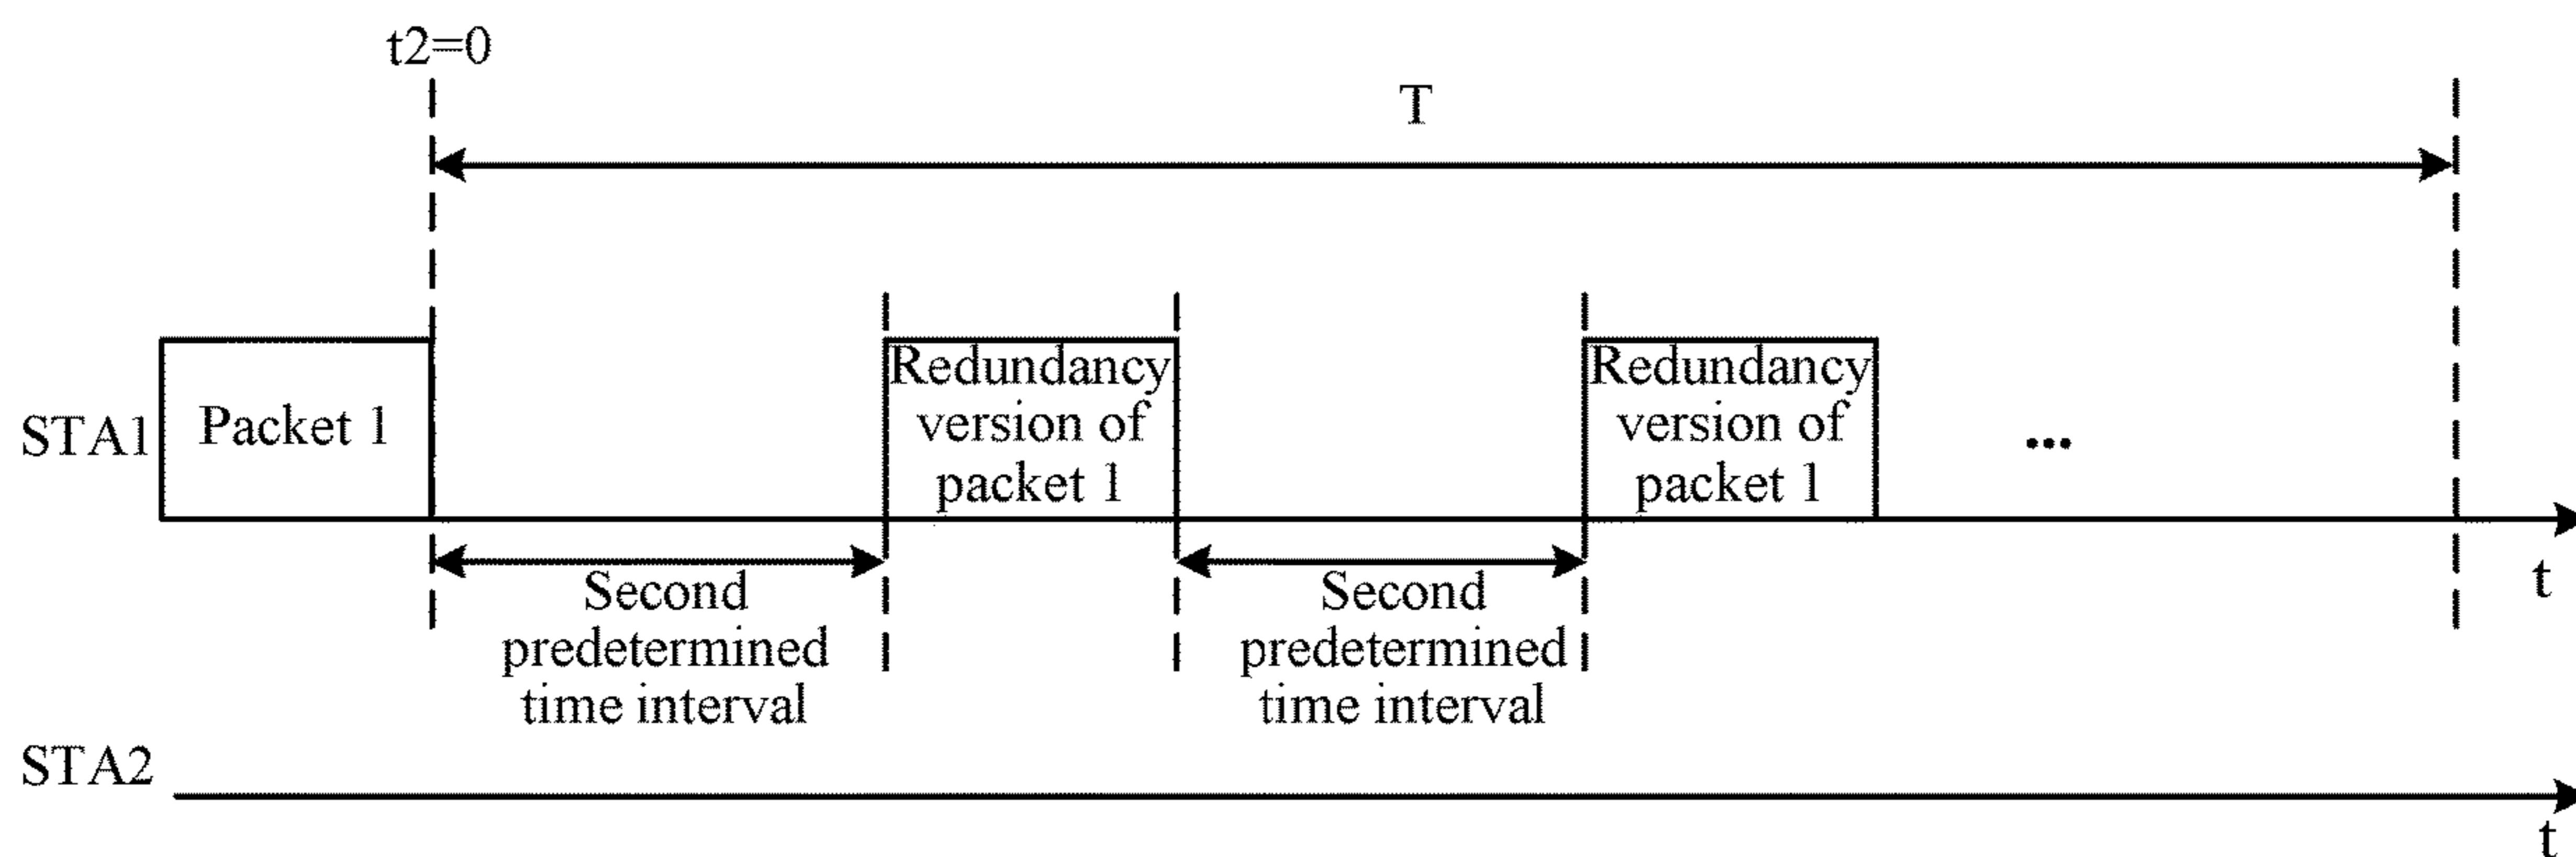 t2=0
T
STA1
Packet 1
Redundancy
version of
packet 1
Redundancy
version of
packet 1
...
t
Second
predetermined
time interval
Second
predetermined
time interval
STA2
t